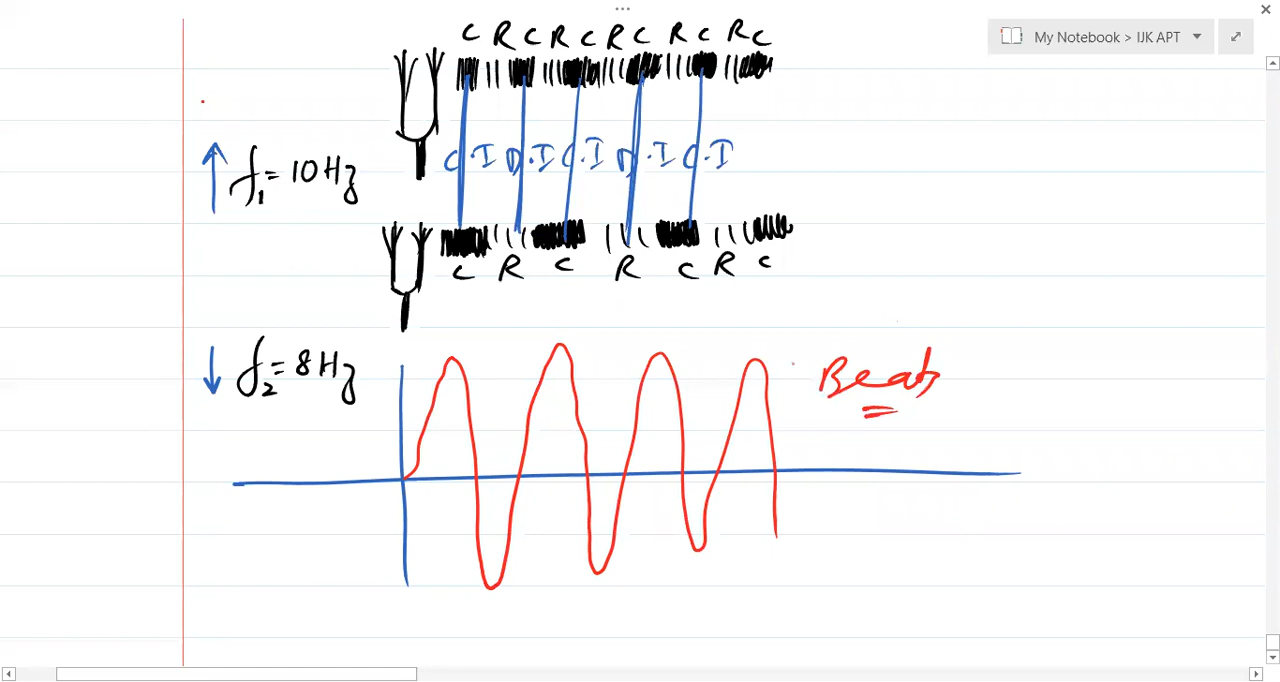 My Notebook > IJK APT
C R C R C R C R C R C
C.I D.I C.I D.I C.I
f₁ = 10 Hz
C R C R C R C
f₂ = 8 Hz
Beats